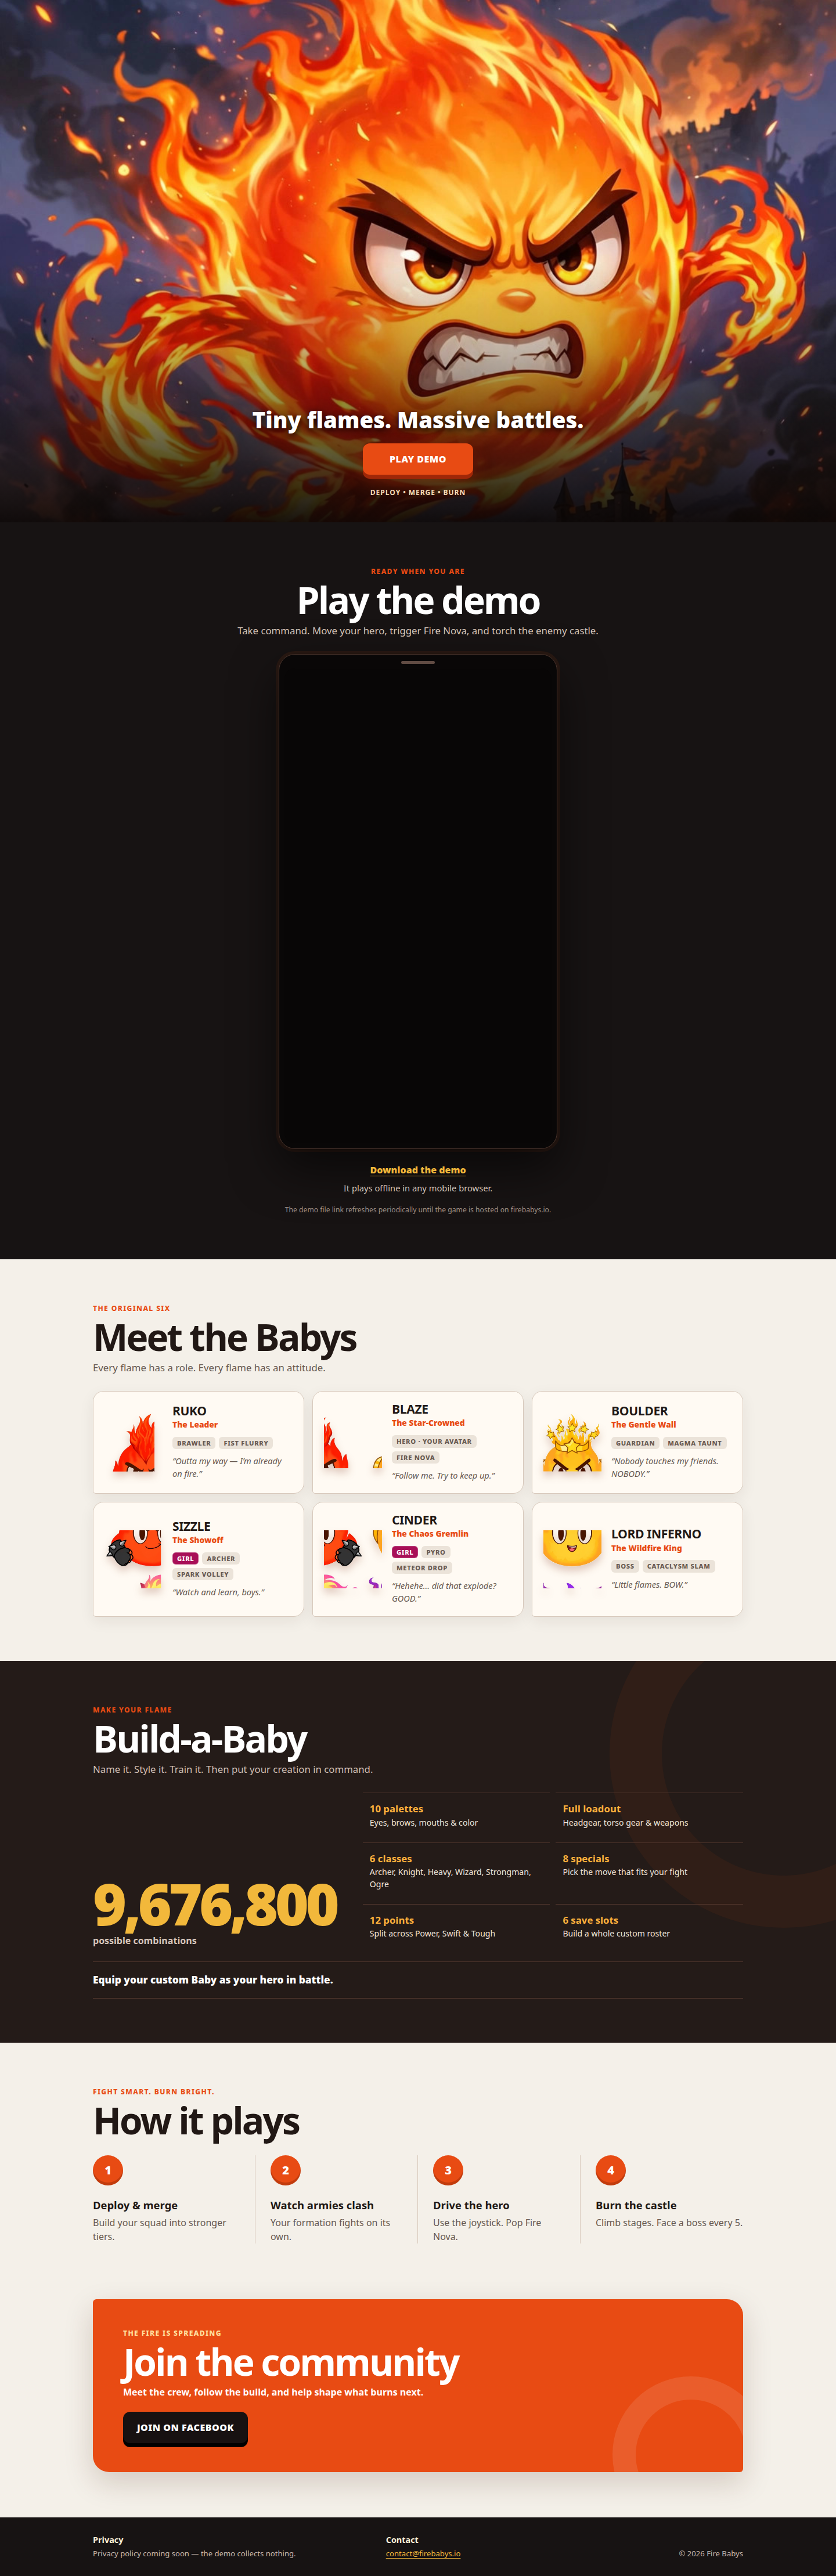 Tiny flames. Massive battles.
PLAY DEMO
DEPLOY • MERGE • BURN
READY WHEN YOU ARE
Play the demo
Take command. Move your hero, trigger Fire Nova, and torch the enemy castle.
Download the demo
It plays offline in any mobile browser.
The demo file link refreshes periodically until the game is hosted on firebabys.io.
THE ORIGINAL SIX
Meet the Babys
Every flame has a role. Every flame has an attitude.
RUKO
The Leader
BRAWLER FIST FLURRY
“Outta my way — I'm already
on fire.”
BLAZE
The Star-Crowned
HERO · YOUR AVATAR
FIRE NOVA
“Follow me. Try to keep up.”
BOULDER
The Gentle Wall
GUARDIAN MAGMA TAUNT
“Nobody touches my friends.
NOBODY.”
SIZZLE
The Showoff
GIRL ARCHER
SPARK VOLLEY
“Watch and learn, boys.”
CINDER
The Chaos Gremlin
GIRL PYRO
METEOR DROP
“Hehehe… did that explode?
GOOD.”
LORD INFERNO
The Wildfire King
BOSS CATACLYSM SLAM
“Little flames. BOW.”
MAKE YOUR FLAME
Build-a-Baby
Name it. Style it. Train it. Then put your creation in command.
9,676,800
possible combinations
10 palettes
Eyes, brows, mouths & color
Full loadout
Headgear, torso gear & weapons
6 classes
Archer, Knight, Heavy, Wizard, Strongman,
Ogre
8 specials
Pick the move that fits your fight
12 points
Split across Power, Swift & Tough
6 save slots
Build a whole custom roster
Equip your custom Baby as your hero in battle.
FIGHT SMART. BURN BRIGHT.
How it plays
1
Deploy & merge
Build your squad into stronger
tiers.
2
Watch armies clash
Your formation fights on its
own.
3
Drive the hero
Use the joystick. Pop Fire
Nova.
4
Burn the castle
Climb stages. Face a boss every 5.
THE FIRE IS SPREADING
Join the community
Meet the crew, follow the build, and help shape what burns next.
JOIN ON FACEBOOK
Privacy
Privacy policy coming soon — the demo collects nothing.
Contact
contact@firebabys.io
© 2026 Fire Babys